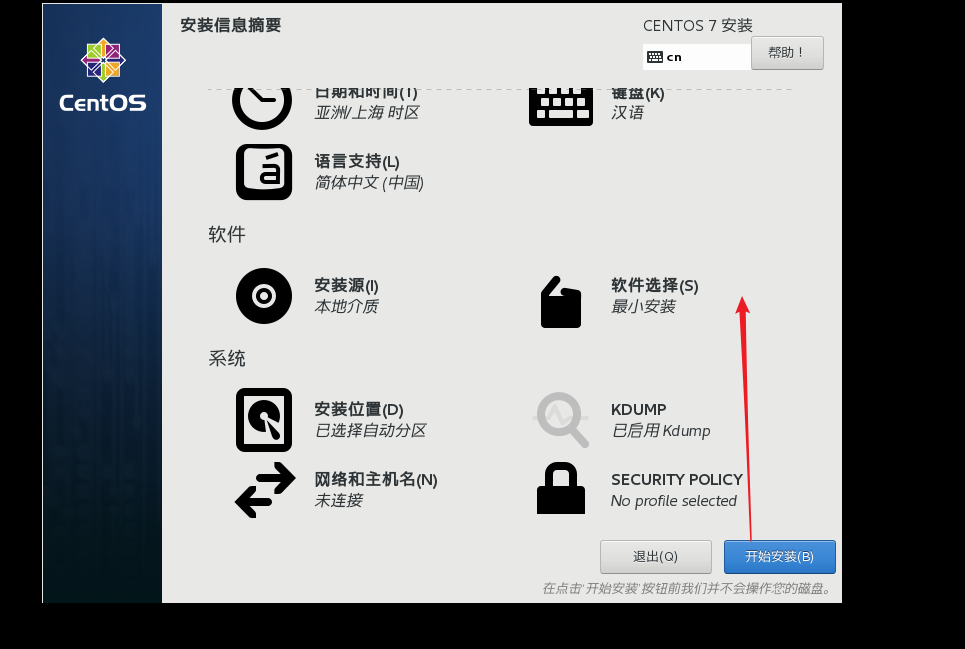 安装信息摘要
CENTOS 7 安装
cn
帮助！
CentOS
日期和时间(T)
亚洲/上海 时区
键盘(K)
汉语
á
语言支持(L)
简体中文 (中国)
软件
安装源(I)
本地介质
软件选择(S)
最小安装
系统
安装位置(D)
已选择自动分区
KDUMP
已启用 Kdump
网络和主机名(N)
未连接
SECURITY POLICY
No profile selected
退出(Q)
开始安装(B)
在点击'开始安装'按钮前我们并不会操作您的磁盘。